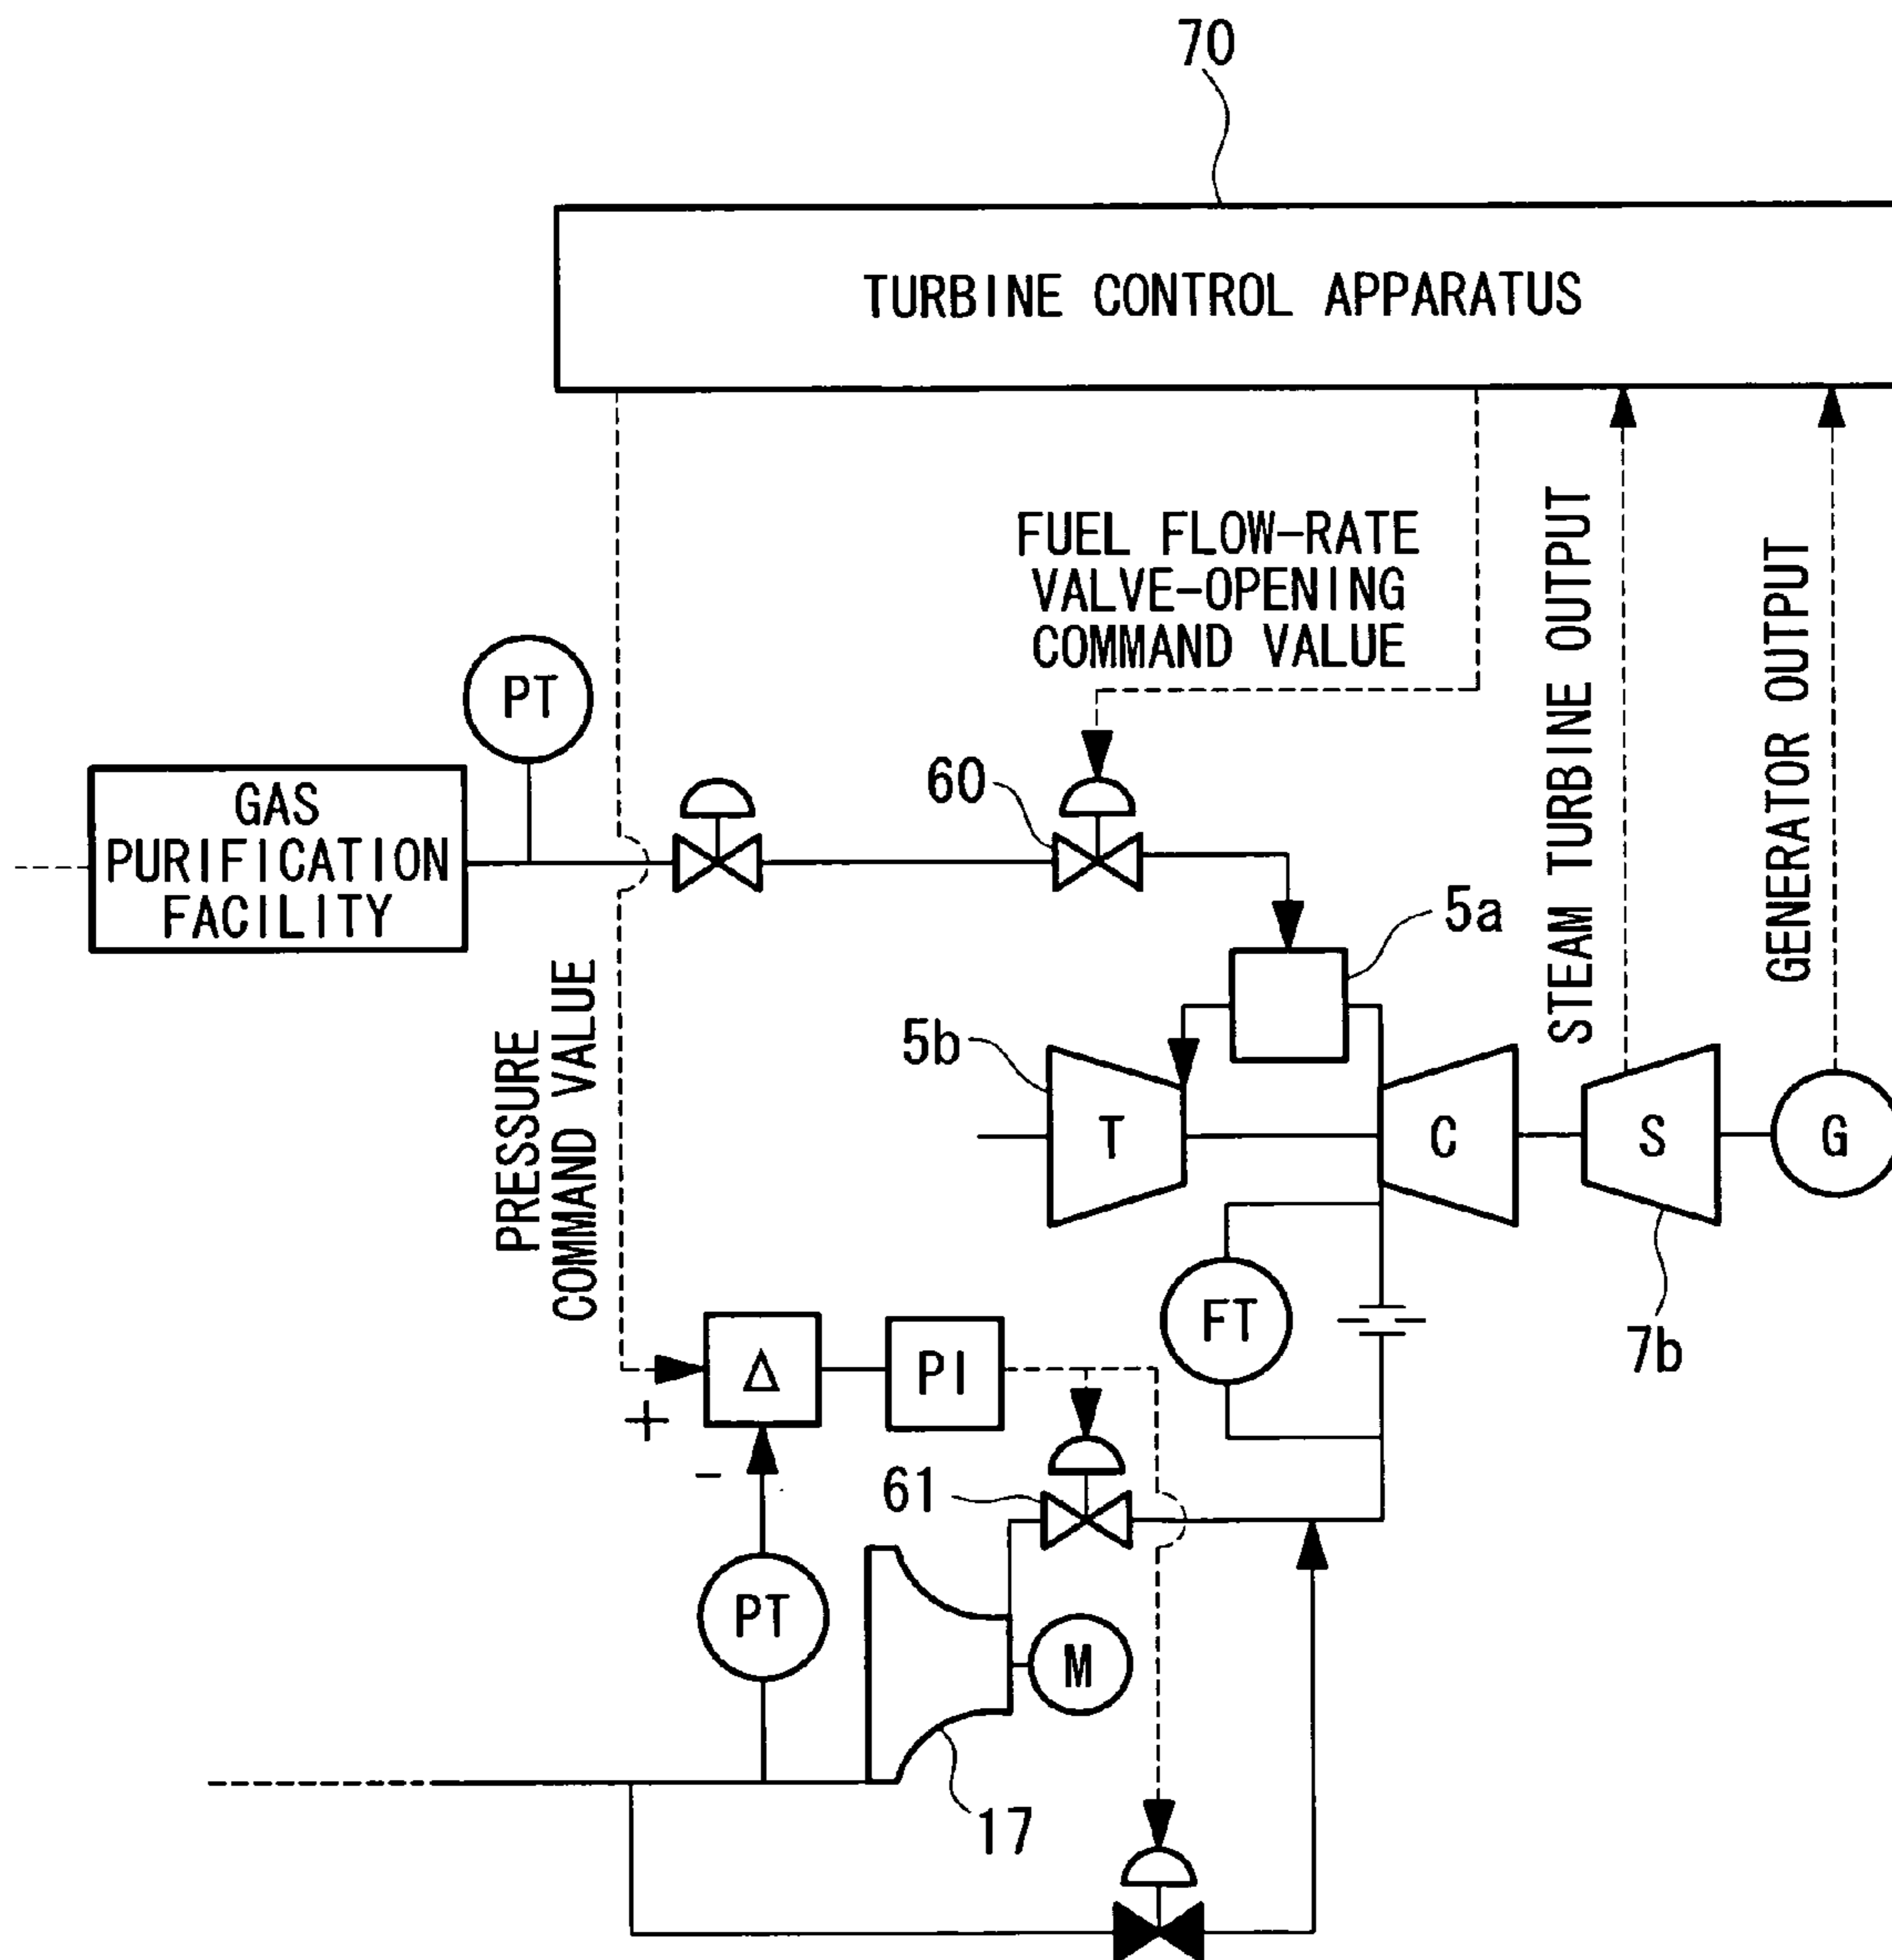 70
TURBINE CONTROL APPARATUS
FUEL FLOW-RATE
VALVE-OPENING
COMMAND VALUE
STEAM TURBINE OUTPUT
GENERATOR OUTPUT
PT
60
GAS
PURIFICATION
FACILITY
5a
PRESSURE
COMMAND VALUE
5b
T
C
S
G
FT
7b
Δ
PI
+
-
61
PT
M
17